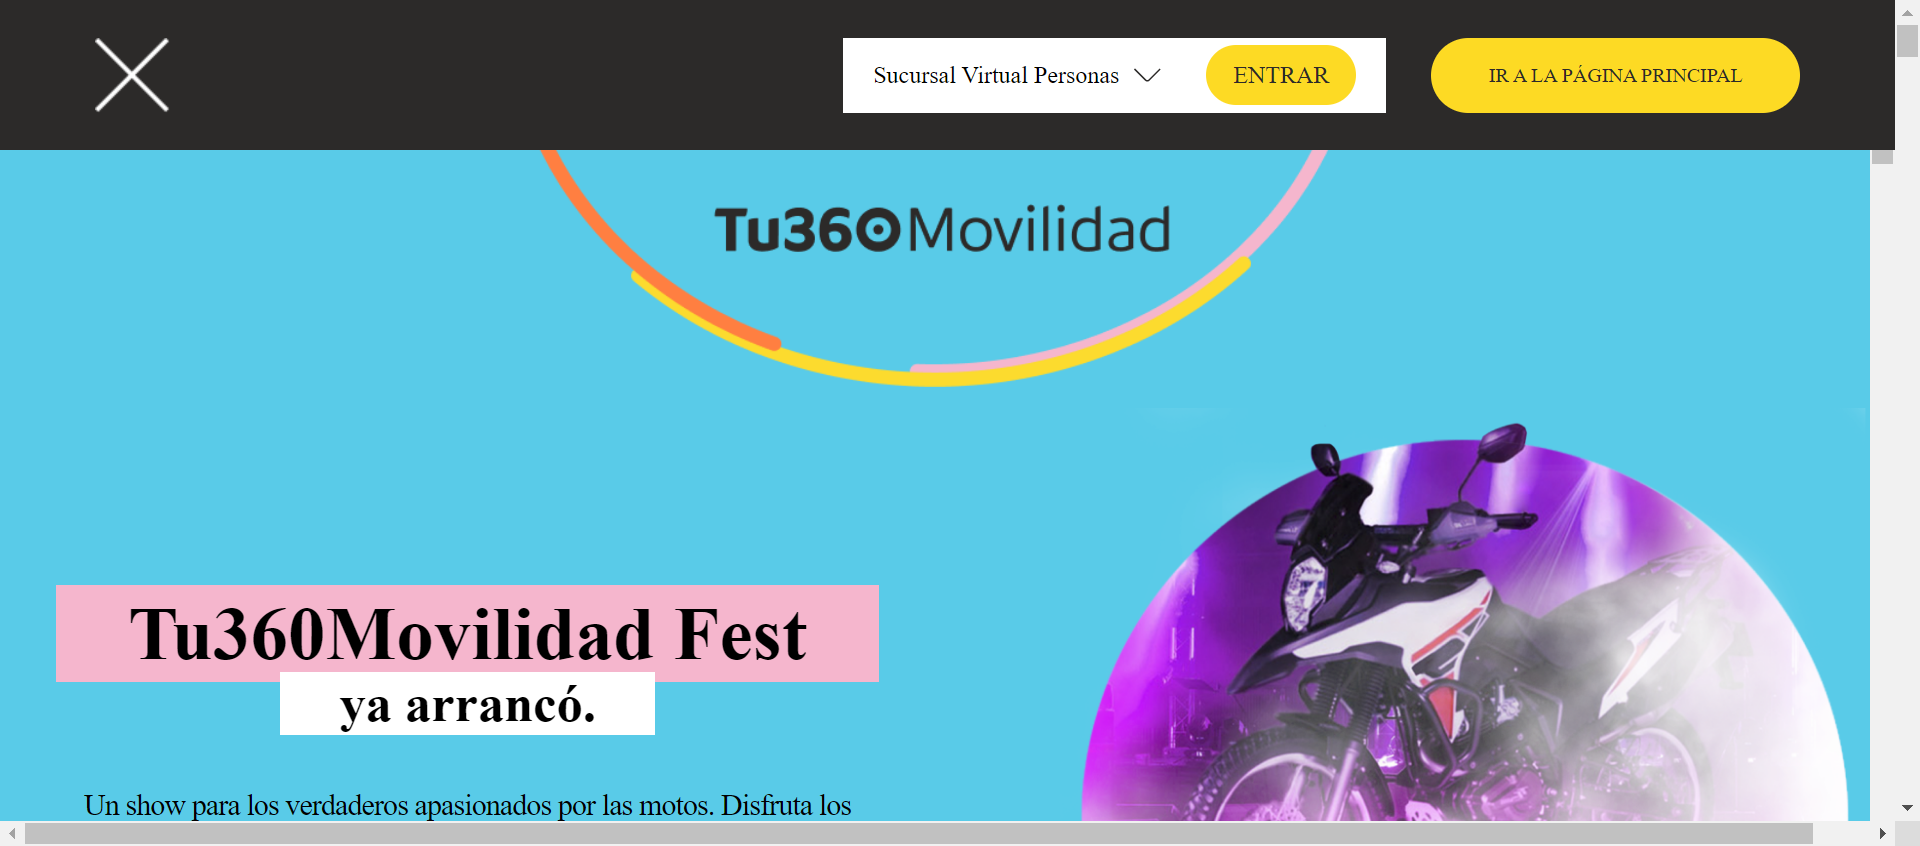 Sucursal Virtual Personas
ENTRAR
IR A LA PÁGINA PRINCIPAL
Tu360Movilidad
Tu360Movilidad Fest
ya arrancó.
Un show para los verdaderos apasionados por las motos. Disfruta los